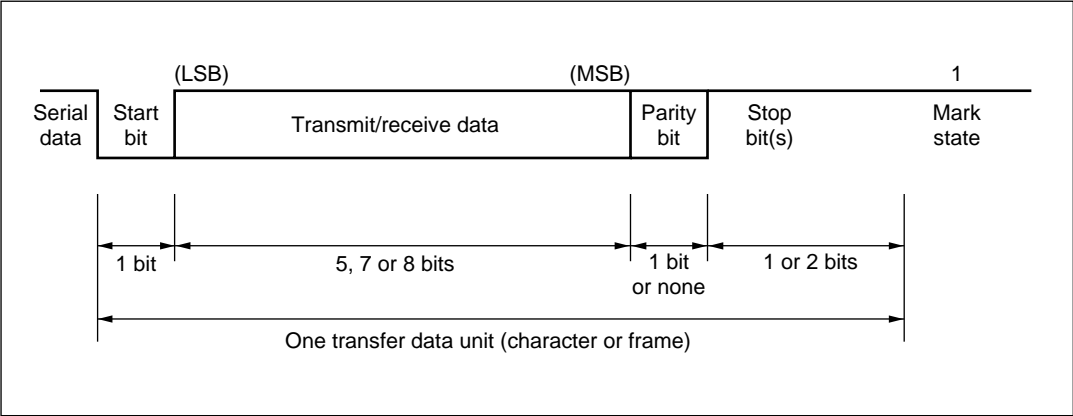 (LSB)
(MSB)
1
Serial
data
Start
bit
Transmit/receive data
Parity
bit
Stop
bit(s)
Mark
state
1 bit
5, 7 or 8 bits
1 bit
or none
1 or 2 bits
One transfer data unit (character or frame)